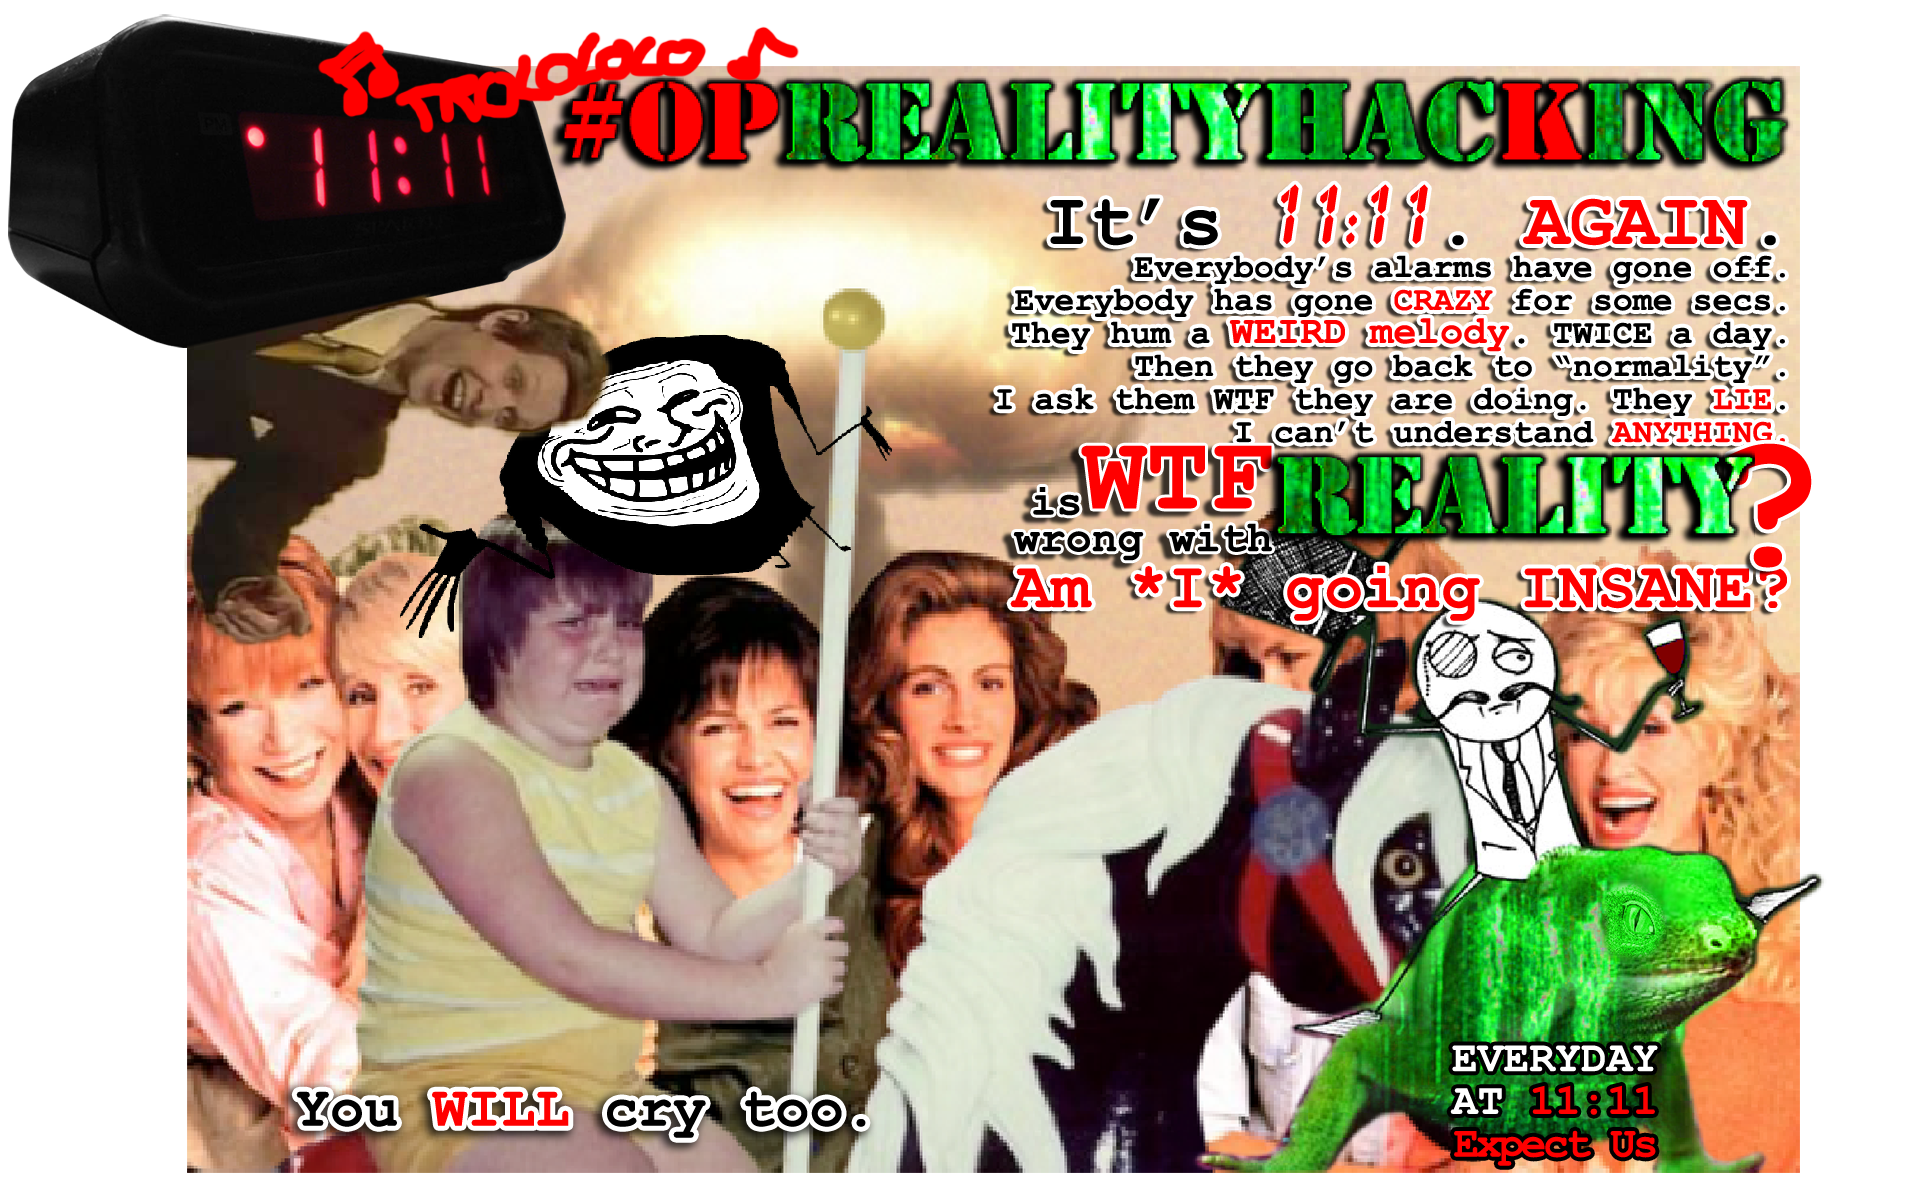 TROLOLOLO
11:11
#OPREALITYHACKING
It's 11:11. AGAIN.
Everybody's alarms have gone off.
Everybody has gone CRAZY for some secs.
They hum a WEIRD melody. TWICE a day.
Then they go back to "normality".
I ask them WTF they are doing. They LIE.
I can't understand ANYTHING.
is WTF
wrong with REALITY?
Am *I* going INSANE?
You WILL cry too.
EVERYDAY
AT 11:11
Expect Us